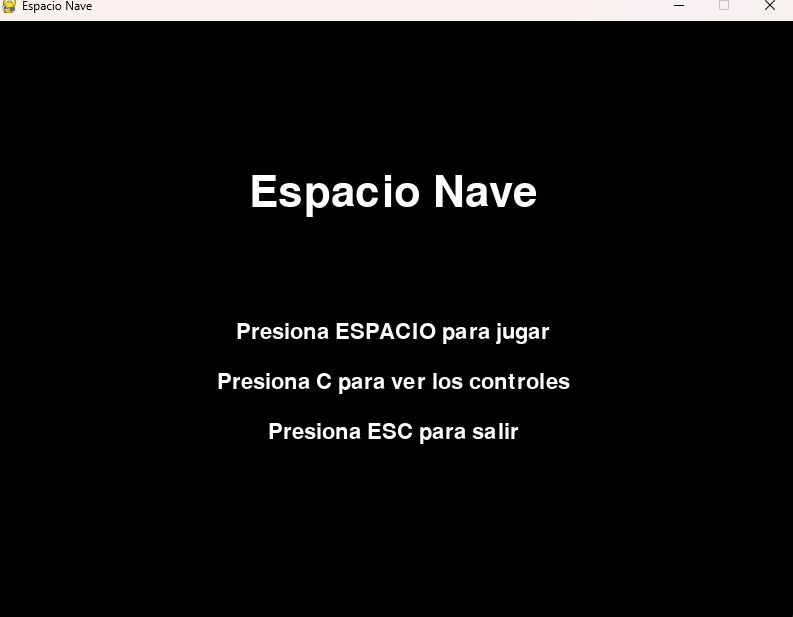 Espacio Nave
Espacio Nave
Presiona ESPACIO para jugar
Presiona C para ver los controles
Presiona ESC para salir